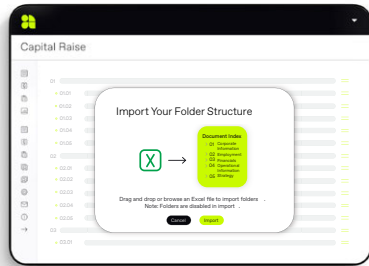 Capital Raise
01
01.01
01.02
01.03
01.04
01.05
02
02.01
02.02
02.03
02.04
02.05
03
03.01
Import Your Folder Structure
X
Document Index
01 Corporate
Information
02 Employment
03 Financials
04 Operational
Information
05 Strategy
Drag and drop or browse an Excel file to import folders .
Note: Folders are disabled in import .
Cancel
Import